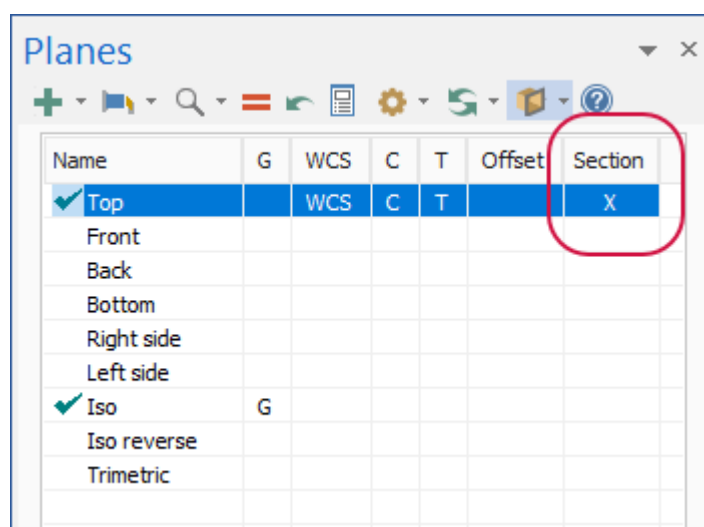 Planes
Name G WCS C T Offset Section
Top WCS C T X
Front
Back
Bottom
Right side
Left side
Iso G
Iso reverse
Trimetric